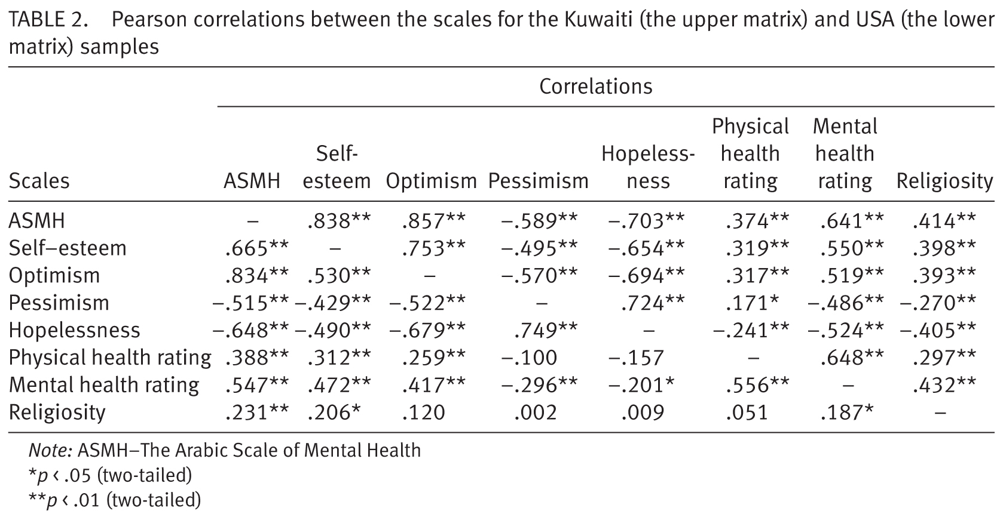 TABLE 2. Pearson correlations between the scales for the Kuwaiti (the upper matrix) and USA (the lower
matrix) samples
Correlations
Physical Mental
Self- Hopeless- health health
Scales ASMH esteem Optimism Pessimism ness rating rating Religiosity
ASMH – .838** .857** –.589** –.703** .374** .641** .414**
Self–esteem .665** – .753** –.495** –.654** .319** .550** .398**
Optimism .834** .530** – –.570** –.694** .317** .519** .393**
Pessimism –.515** –.429** –.522** – .724** .171* –.486** –.270**
Hopelessness –.648** –.490** –.679** .749** – –.241** –.524** –.405**
Physical health rating .388** .312** .259** –.100 –.157 – .648** .297**
Mental health rating .547** .472** .417** –.296** –.201* .556** – .432**
Religiosity .231** .206* .120 .002 .009 .051 .187* –
Note: ASMH–The Arabic Scale of Mental Health
*p < .05 (two-tailed)
**p < .01 (two-tailed)